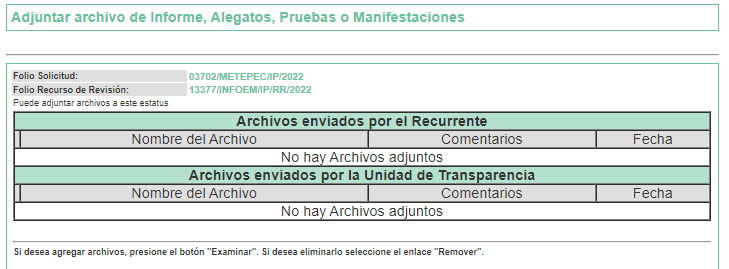 Adjuntar archivo de Informe, Alegatos, Pruebas o Manifestaciones
Folio Solicitud: 03702/METEPEC/IP/2022
Folio Recurso de Revisión: 13377/INFOEM/IP/RR/2022
Puede adjuntar archivos a este estatus
Archivos enviados por el Recurrente
Nombre del Archivo Comentarios Fecha
No hay Archivos adjuntos
Archivos enviados por la Unidad de Transparencia
Nombre del Archivo Comentarios Fecha
No hay Archivos adjuntos
Si desea agregar archivos, presione el botón "Examinar". Si desea eliminarlo seleccione el enlace "Remover".